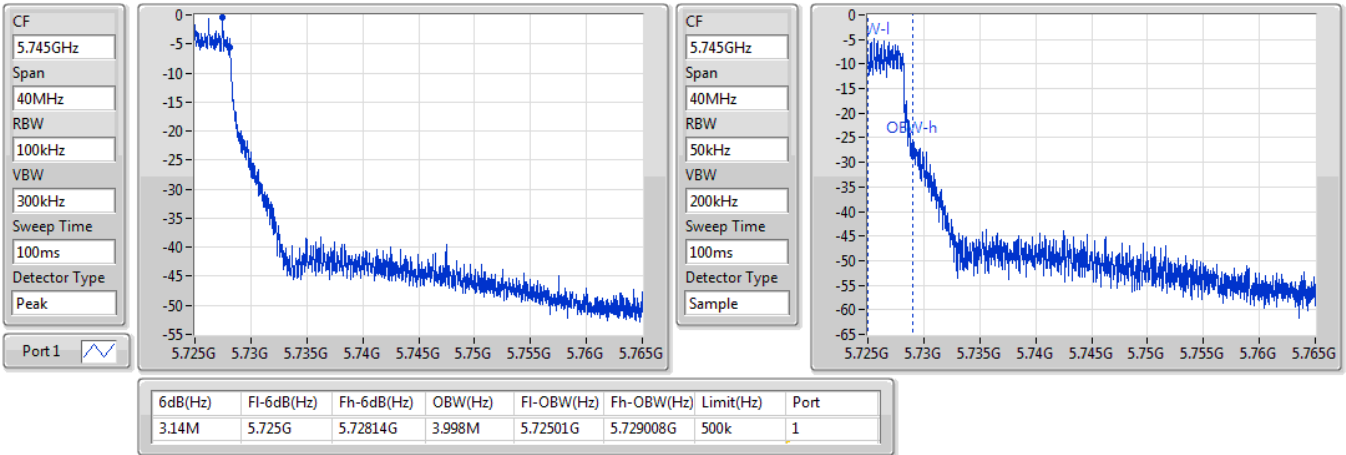 CF
5.745GHz
Span
40MHz
RBW
100kHz
VBW
300kHz
Sweep Time
100ms
Detector Type
Peak
Port 1
0
-5
-10
-15
-20
-25
-30
-35
-40
-45
-50
-55
5.725G 5.73G 5.735G 5.74G 5.745G 5.75G 5.755G 5.76G 5.765G
CF
5.745GHz
Span
40MHz
RBW
50kHz
VBW
200kHz
Sweep Time
100ms
Detector Type
Sample
0
-5
-10
-15
-20
-25
-30
-35
-40
-45
-50
-55
-60
-65
W-l
OBW-h
5.725G 5.73G 5.735G 5.74G 5.745G 5.75G 5.755G 5.76G 5.765G
6dB(Hz) Fl-6dB(Hz) Fh-6dB(Hz) OBW(Hz) Fl-OBW(Hz) Fh-OBW(Hz) Limit(Hz) Port
3.14M 5.725G 5.72814G 3.998M 5.72501G 5.729008G 500k 1